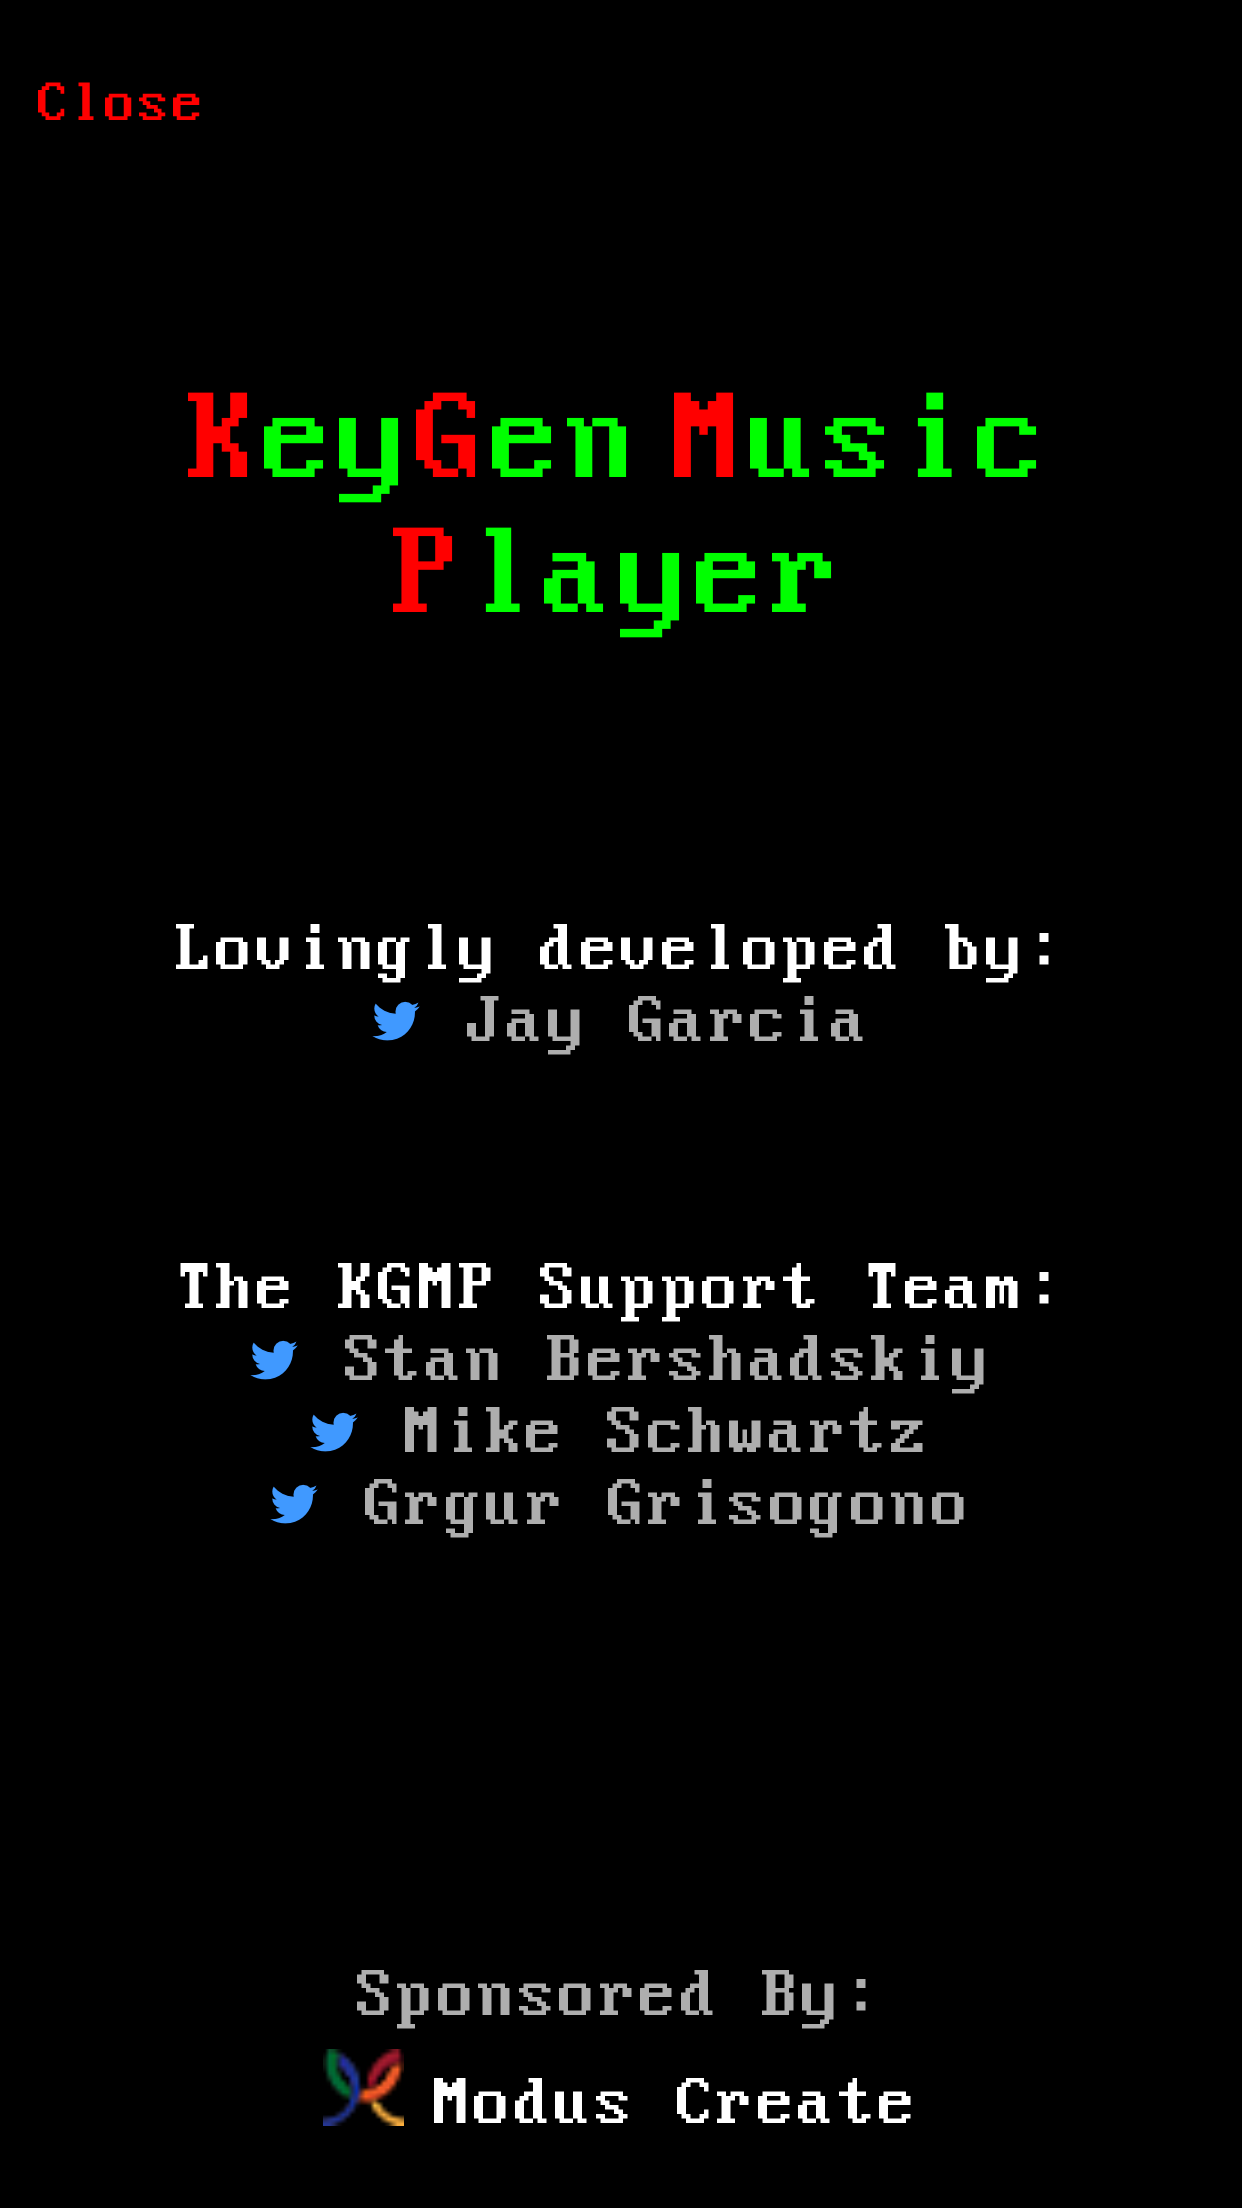 Close
KeyGen Music
Player
Lovingly developed by:
Jay Garcia
The KGMP Support Team:
Stan Bershadskiy
Mike Schwartz
Grgur Grisogono
Sponsored By:
Modus Create